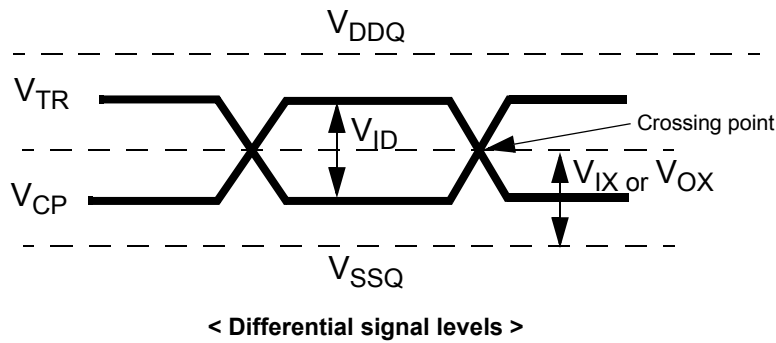 VDDQ
VTR
VID
Crossing point
VCP
VIX or VOX
VSSQ
< Differential signal levels >